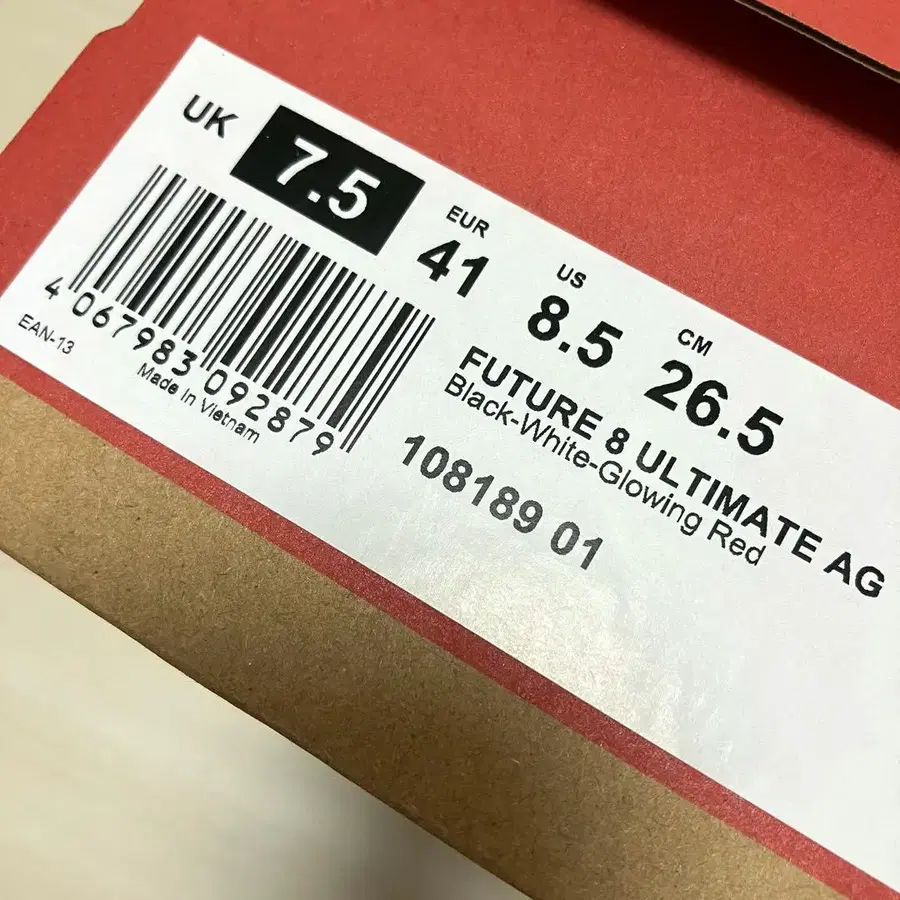 UK 7.5
EUR 41
US 8.5
CM 26.5
4 067983 092879
EAN-13
Made in Vietnam
FUTURE 8 ULTIMATE AG
Black-White-Glowing Red
108189 01